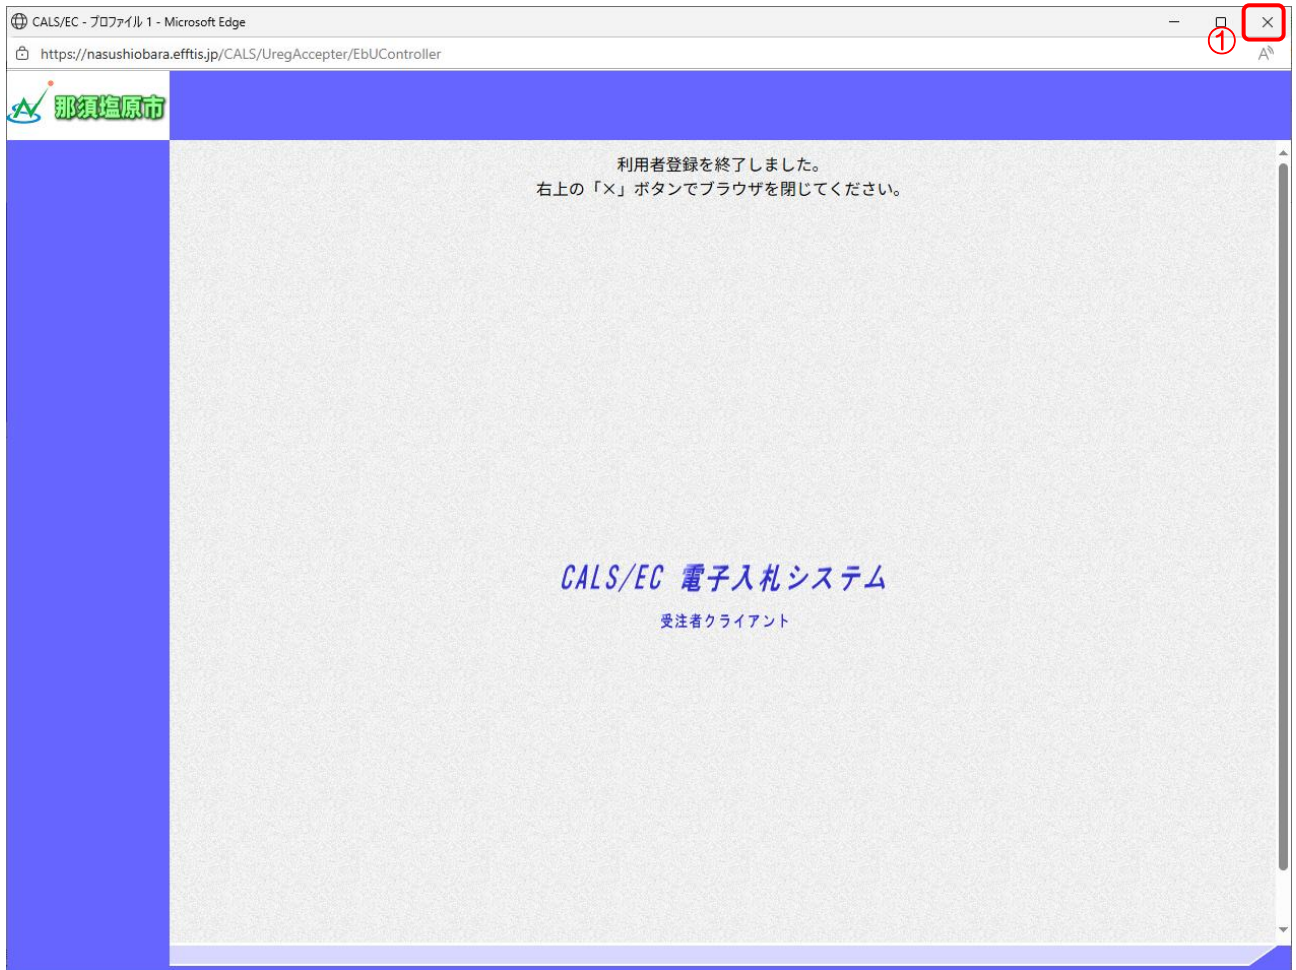 CALS/EC - プロファイル 1 - Microsoft Edge
①
https://nasushiobara.efftis.jp/CALS/UregAccepter/EbUController
那須塩原市
利用者登録を終了しました。
右上の「×」ボタンでブラウザを閉じてください。
CALS/EC 電子入札システム
受注者クライアント